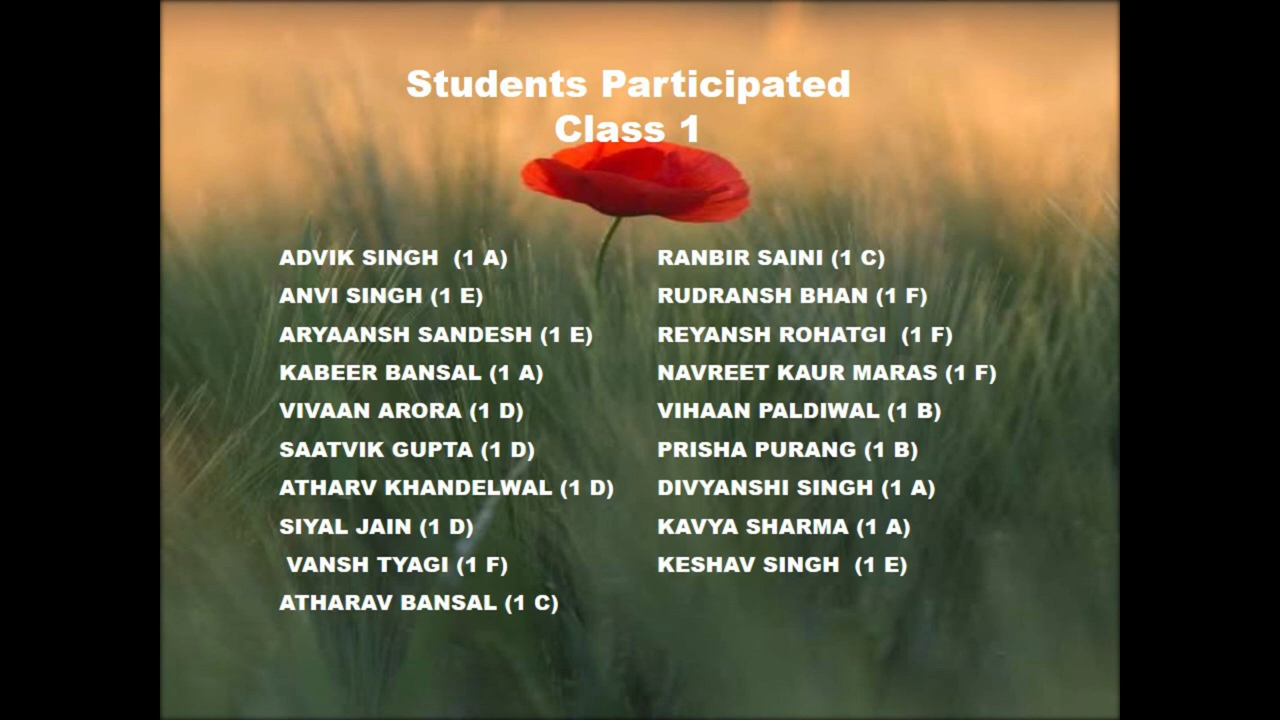 Students Participated
Class 1
ADVIK SINGH  (1 A)
ANVI SINGH (1 E)
ARYAANSH SANDESH (1 E)
KABEER BANSAL (1 A)
VIVAAN ARORA (1 D)
SAATVIK GUPTA (1 D)
ATHARV KHANDELWAL (1 D)
SIYAL JAIN (1 D)
VANSH TYAGI (1 F)
ATHARAV BANSAL (1 C)
RANBIR SAINI (1 C)
RUDRANSH BHAN (1 F)
REYANSH ROHATGI  (1 F)
NAVREET KAUR MARAS (1 F)
VIHAAN PALDIWAL (1 B)
PRISHA PURANG (1 B)
DIVYANSHI SINGH (1 A)
KAVYA SHARMA (1 A)
KESHAV SINGH  (1 E)